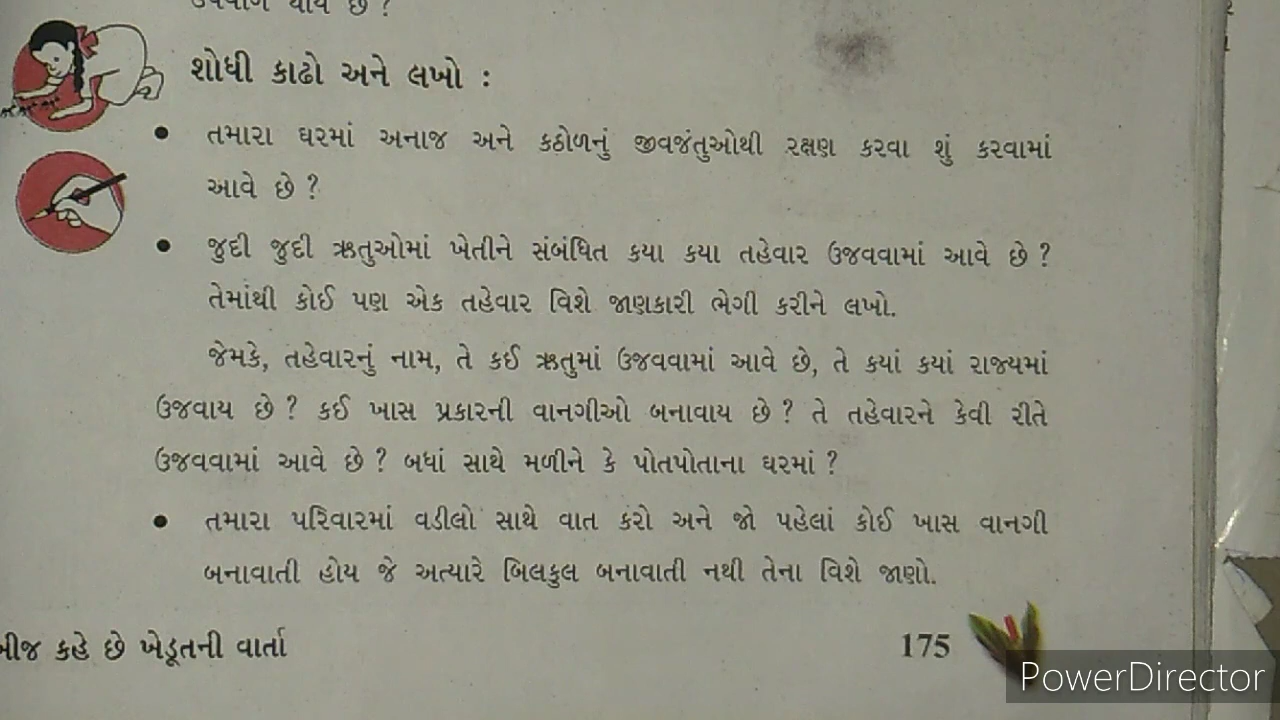 શોધી કાઢો અને લખો :
• તમારા ઘરમાં અનાજ અને કઠોળનું જીવજંતુઓથી રક્ષણ કરવા શું કરવામાં
આવે છે ?
• જુદી જુદી ઋતુઓમાં ખેતીને સંબંધિત કયા કયા તહેવાર ઉજવવામાં આવે છે ?
તેમાંથી કોઈ પણ એક તહેવાર વિશે જાણકારી ભેગી કરીને લખો.
જેમકે, તહેવારનું નામ, તે કઈ ઋતુમાં ઉજવવામાં આવે છે, તે કયાં કયાં રાજ્યમાં
ઉજવાય છે ? કઈ ખાસ પ્રકારની વાનગીઓ બનાવાય છે ? તે તહેવારને કેવી રીતે
ઉજવવામાં આવે છે ? બધાં સાથે મળીને કે પોતપોતાના ઘરમાં ?
• તમારા પરિવારમાં વડીલો સાથે વાત કરો અને જો પહેલાં કોઈ ખાસ વાનગી
બનાવાતી હોય જે અત્યારે બિલકુલ બનાવાતી નથી તેના વિશે જાણો.
કહે છે ખેડૂતની વાર્તા 175
PowerDirector